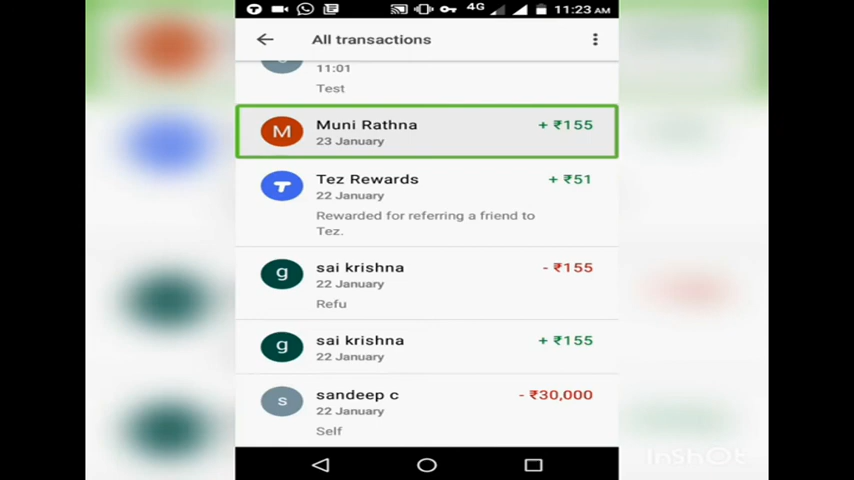 4G 11:23 AM
All transactions
11:01
Test
M Muni Rathna + ₹155
23 January
Tez Rewards + ₹51
22 January
Rewarded for referring a friend to
Tez.
g sai krishna - ₹155
22 January
Refu
g sai krishna + ₹155
22 January
s sandeep c - ₹30,000
22 January
Self
InShOt